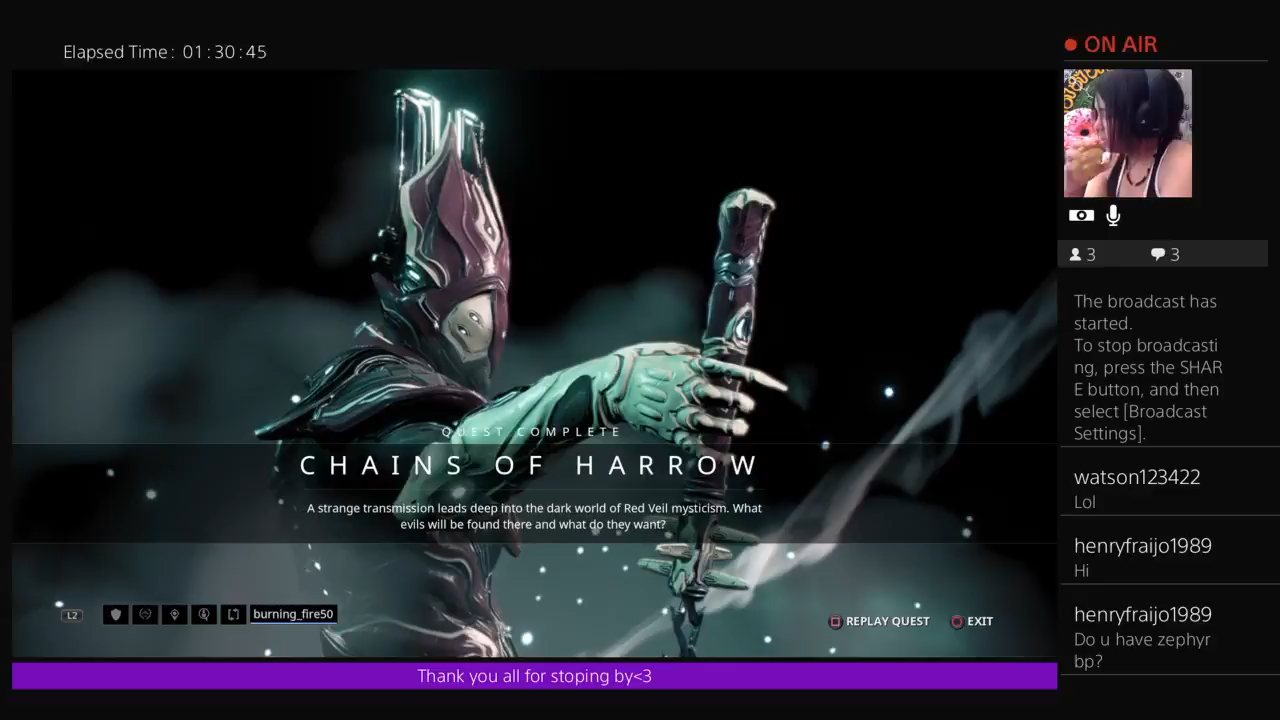 Elapsed Time: 01:30:45
ON AIR
3
3
The broadcast has
started.
To stop broadcasti
ng, press the SHAR
E button, and then
select [Broadcast
Settings].
watson123422
Lol
henryfraijo1989
Hi
henryfraijo1989
Do u have zephyr
bp?
QUEST COMPLETE
CHAINS OF HARROW
A strange transmission leads deep into the dark world of Red Veil mysticism. What
evils will be found there and what do they want?
L2
burning_fire50
REPLAY QUEST
EXIT
Thank you all for stoping by<3